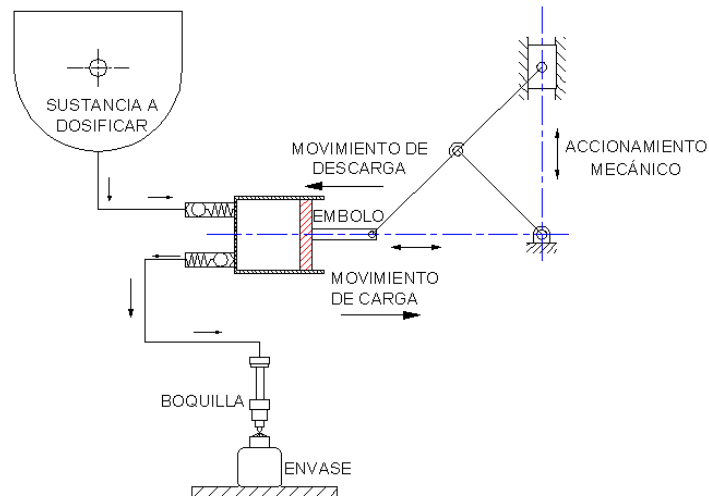 SUSTANCIA A
DOSIFICAR
MOVIMIENTO DE
DESCARGA
ACCIONAMIENTO
MECÁNICO
EMBOLO
MOVIMIENTO
DE CARGA
BOQUILLA
ENVASE